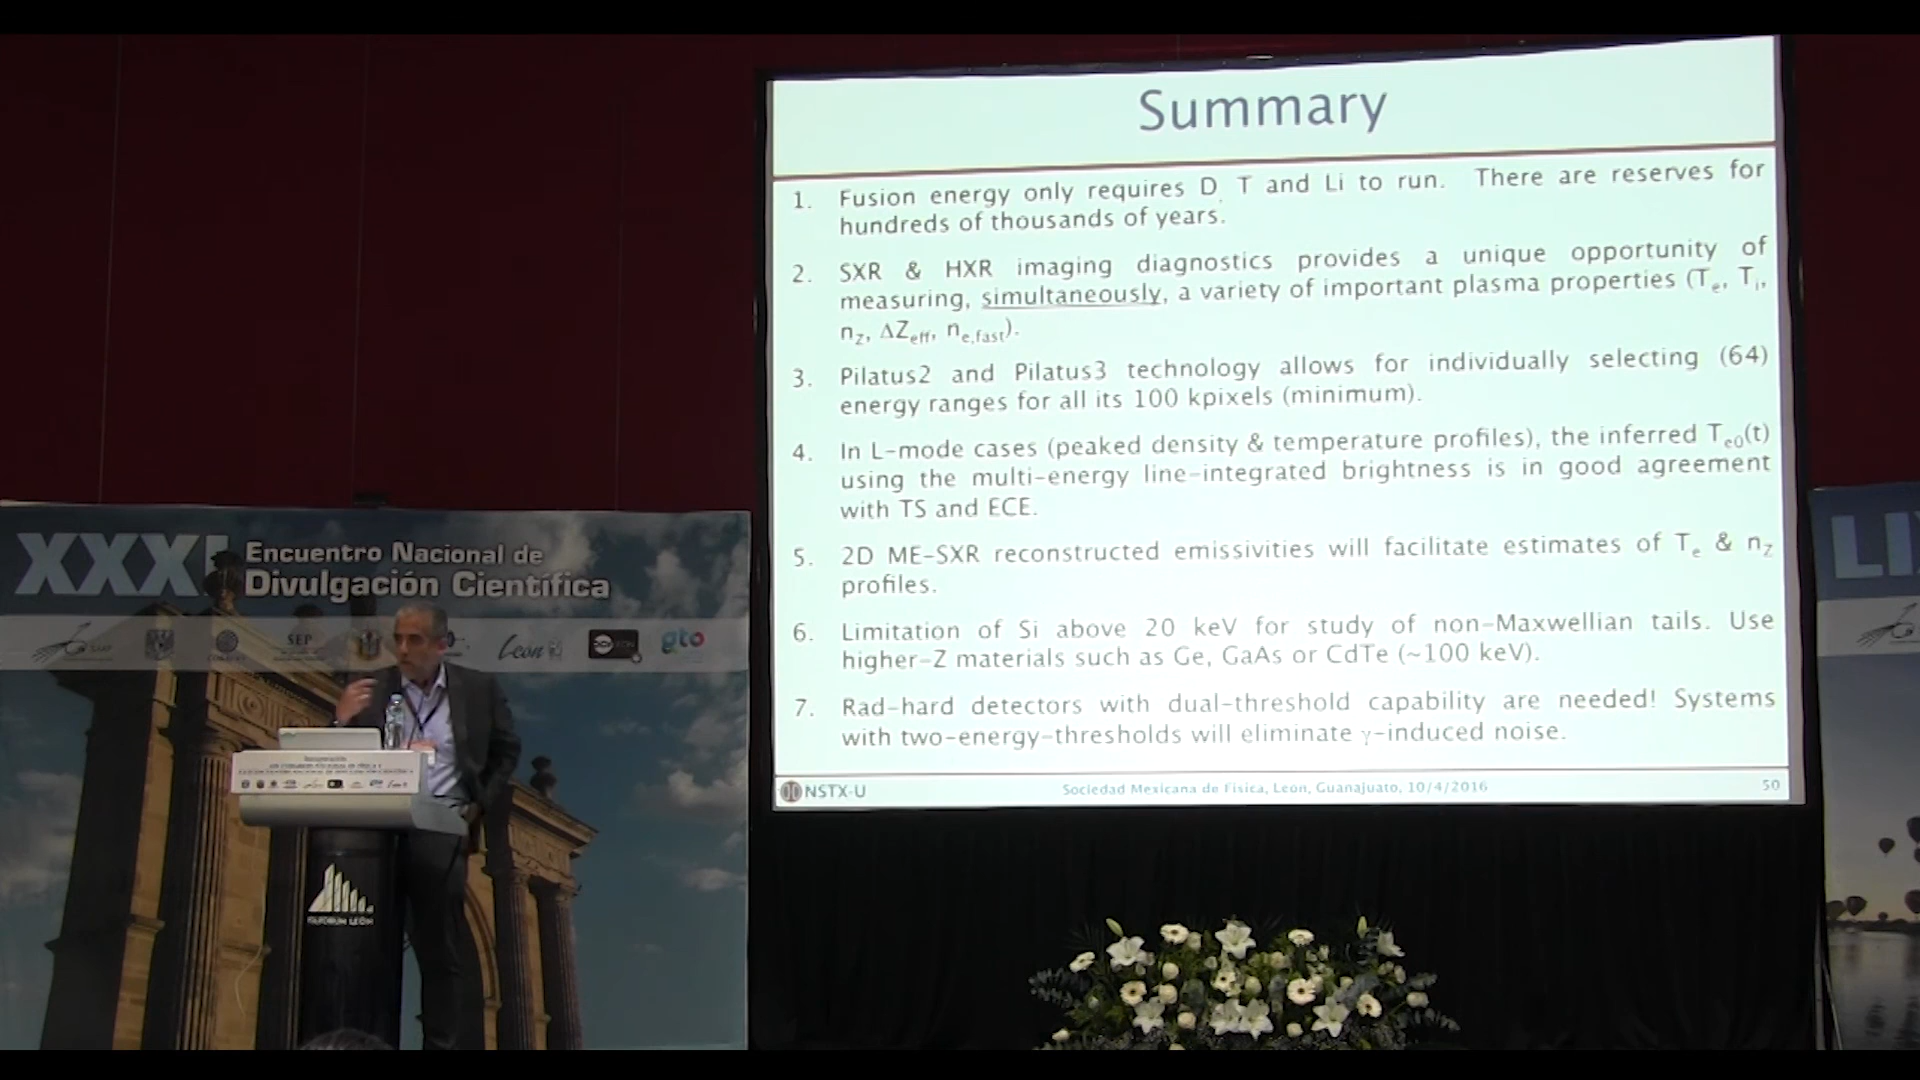 Summary
1. Fusion energy only requires D, T and Li to run. There are reserves for
hundreds of thousands of years.
2. SXR & HXR imaging diagnostics provides a unique opportunity of
measuring, simultaneously, a variety of important plasma properties (Te, Ti,
nz, ΔZeff, ne,fast).
3. Pilatus2 and Pilatus3 technology allows for individually selecting (64)
energy ranges for all its 100 kpixels (minimum).
4. In L-mode cases (peaked density & temperature profiles), the inferred Te0(t)
using the multi-energy line-integrated brightness is in good agreement
with TS and ECE.
5. 2D ME-SXR reconstructed emissivities will facilitate estimates of Te & nz
profiles.
6. Limitation of Si above 20 keV for study of non-Maxwellian tails. Use
higher-Z materials such as Ge, GaAs or CdTe (~100 keV).
7. Rad-hard detectors with dual-threshold capability are needed! Systems
with two-energy-thresholds will eliminate γ-induced noise.
NSTX-U
Sociedad Mexicana de Física, León, Guanajuato, 10/4/2016
50
XXXI
Encuentro Nacional de
Divulgación Científica
SEP
León
gto
LI